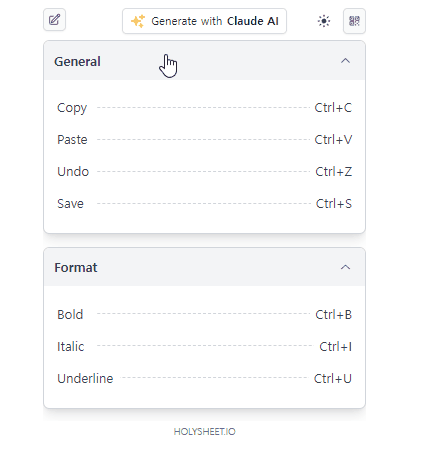 Generate with Claude AI
General
Copy Ctrl+C
Paste Ctrl+V
Undo Ctrl+Z
Save Ctrl+S
Format
Bold Ctrl+B
Italic Ctrl+I
Underline Ctrl+U
HOLYSHEET.IO